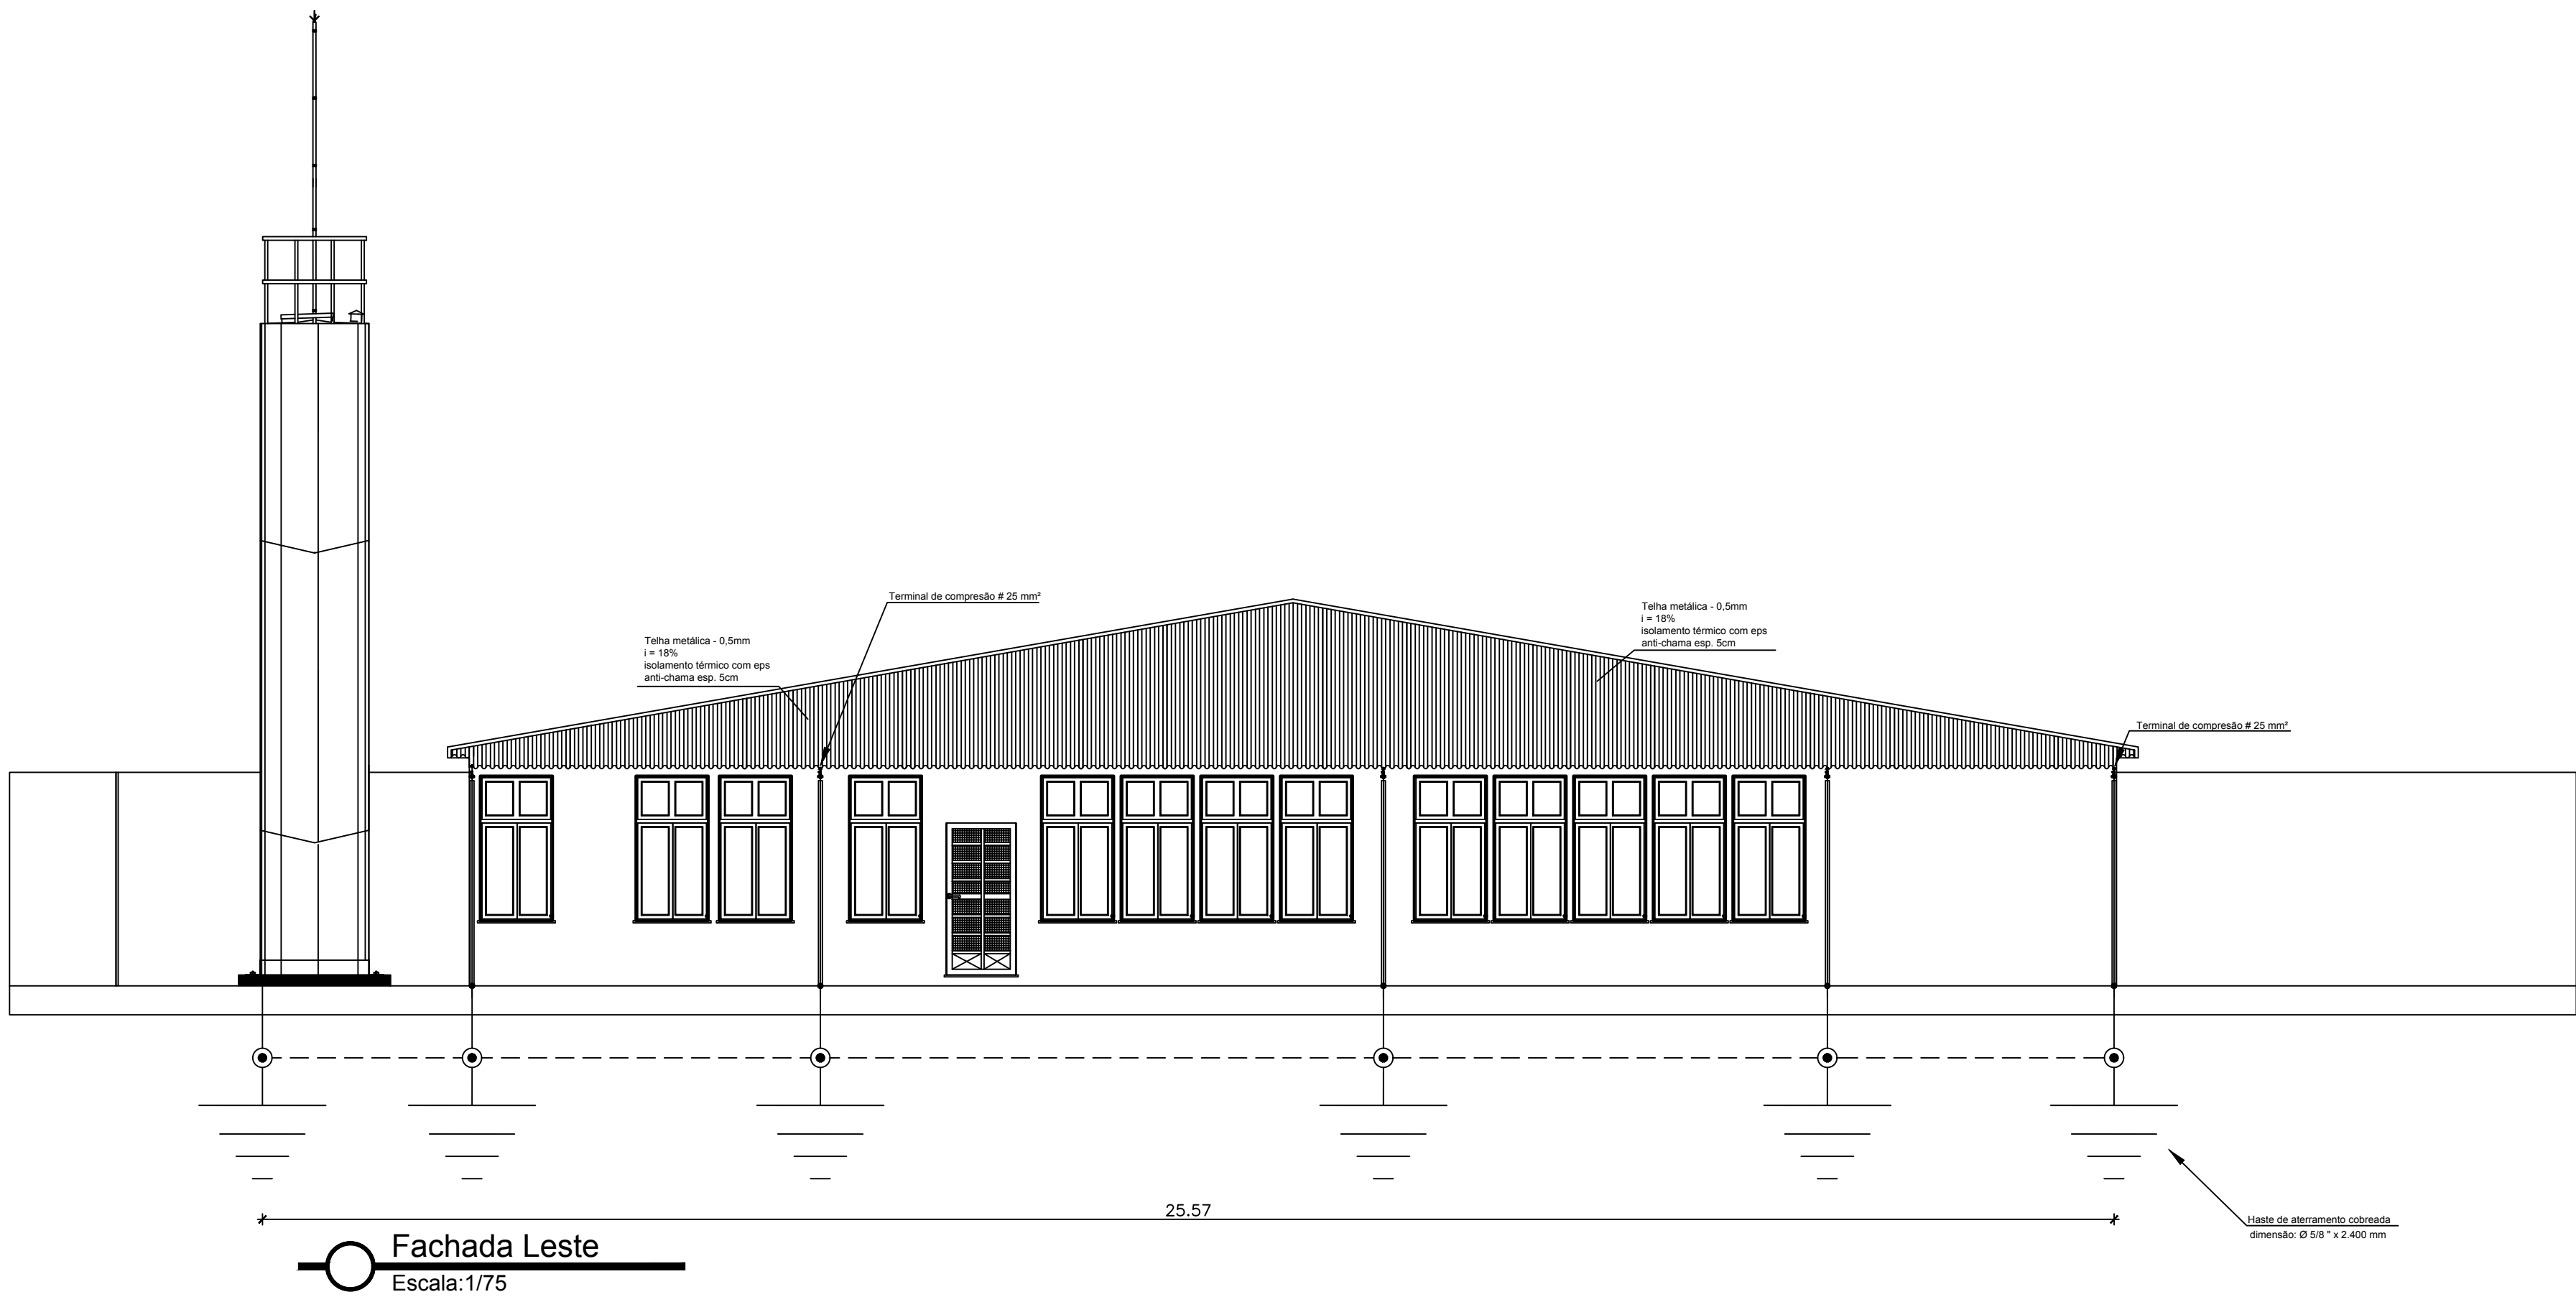 Terminal de compresão # 25 mm²
Telha metálica - 0,5mm
i = 18%
isolamento térmico com eps
anti-chama esp. 5cm
Telha metálica - 0,5mm
i = 18%
isolamento térmico com eps
anti-chama esp. 5cm
Terminal de compresão # 25 mm²
25.57
Haste de aterramento cobreada
dimensão: Ø 5/8 " x 2.400 mm
Fachada Leste
Escala:1/75